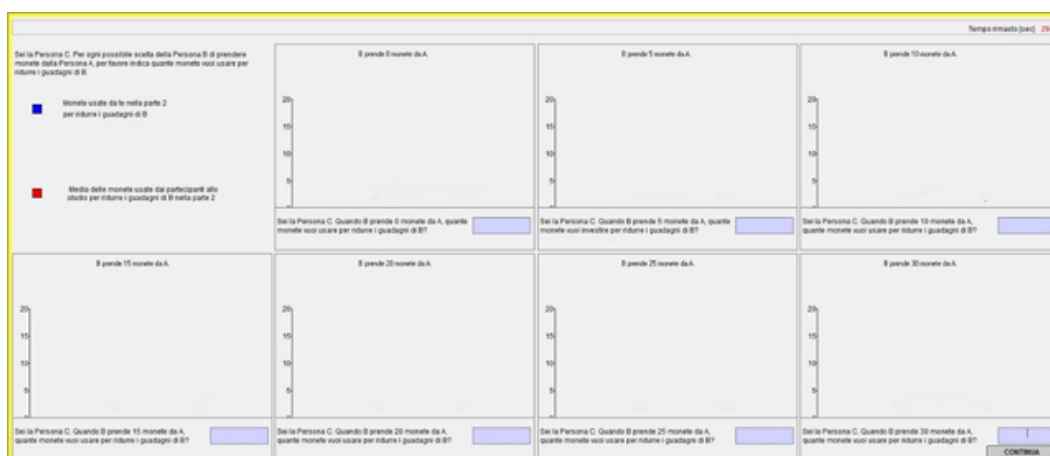 Tempo rimasto [sec]
Sei la Persona C. Per ogni possibile scelta della Persona B di prendere
monete dalla Persona A, per favore indica quante monete vuoi usare per
ridurre i guadagni di B.
Monete usate da te nella parte 2
per ridurre i guadagni di B
Media delle monete usate dai partecipanti allo
studio per ridurre i guadagni di B nella parte 2
B prende 0 monete da A.
20
15
10
5
0
Sei la Persona C. Quando B prende 0 monete da A, quante
monete vuoi usare per ridurre i guadagni di B?
B prende 5 monete da A.
20
15
10
5
0
Sei la Persona C. Quando B prende 5 monete da A, quante
monete vuoi investire per ridurre i guadagni di B?
B prende 10 monete da A.
20
15
10
5
0
Sei la Persona C. Quando B prende 10 monete da A,
quante monete vuoi usare per ridurre i guadagni di B?
B prende 15 monete da A.
20
15
10
5
0
Sei la Persona C. Quando B prende 15 monete da A,
quante monete vuoi usare per ridurre i guadagni di B?
B prende 20 monete da A.
20
15
10
5
0
Sei la Persona C. Quando B prende 20 monete da A,
quante monete vuoi usare per ridurre i guadagni di B?
B prende 25 monete da A.
20
15
10
5
0
Sei la Persona C. Quando B prende 25 monete da A,
quante monete vuoi usare per ridurre i guadagni di B?
B prende 30 monete da A.
20
15
10
5
0
Sei la Persona C. Quando B prende 30 monete da A,
quante monete vuoi usare per ridurre i guadagni di B?
CONTINUA